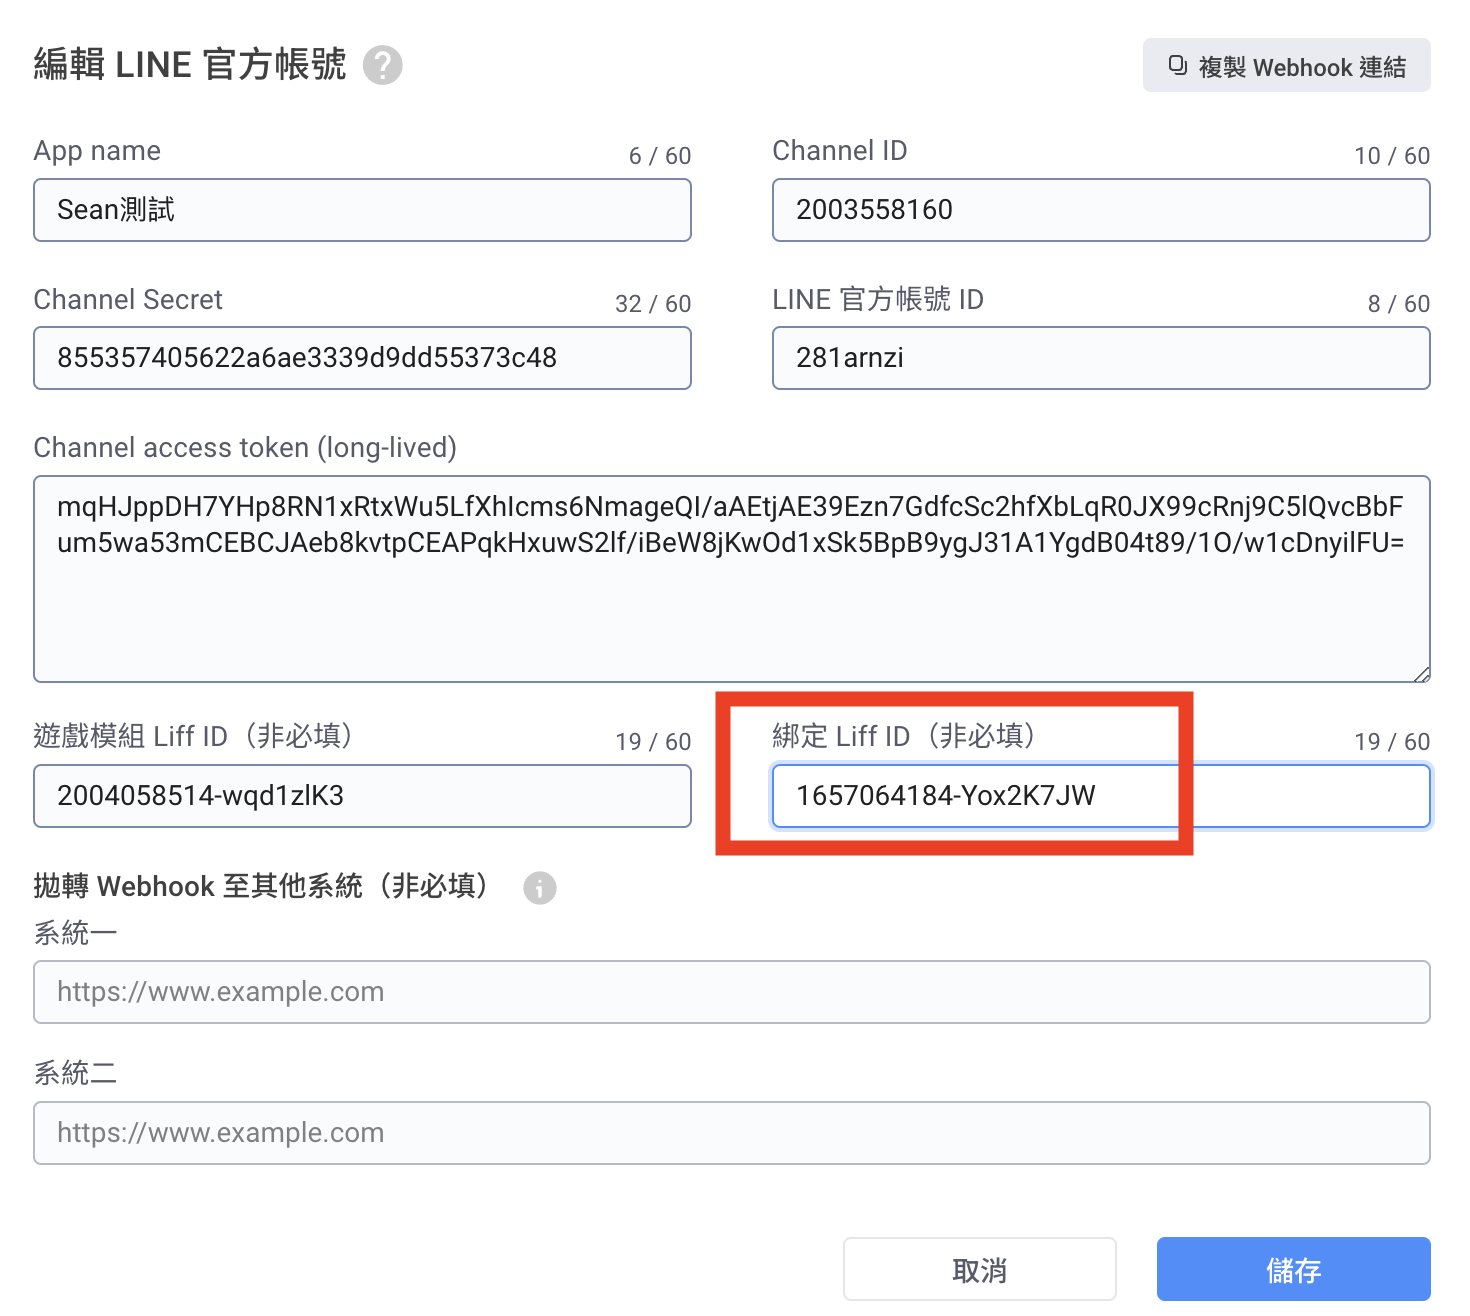 編輯 LINE 官方帳號 ?
複製 Webhook 連結
App name 6 / 60
Sean測試
Channel ID 10 / 60
2003558160
Channel Secret 32 / 60
855357405622a6ae3339d9dd55373c48
LINE 官方帳號 ID 8 / 60
281arnzi
Channel access token (long-lived)
mqHJppDH7YHp8RN1xRtxWu5LfXhIcms6NmageQI/aAEtjAE39Ezn7GdfcSc2hfXbLqR0JX99cRnj9C5lQvcBbF
um5wa53mCEBCJAeb8kvtpCEAPqkHxuwS2lf/iBeW8jKwOd1xSk5BpB9ygJ31A1YgdB04t89/1O/w1cDnyilFU=
遊戲模組 Liff ID（非必填） 19 / 60
2004058514-wqd1zlK3
綁定 Liff ID（非必填） 19 / 60
1657064184-Yox2K7JW
拋轉 Webhook 至其他系統（非必填） i
系統一
https://www.example.com
系統二
https://www.example.com
取消
儲存